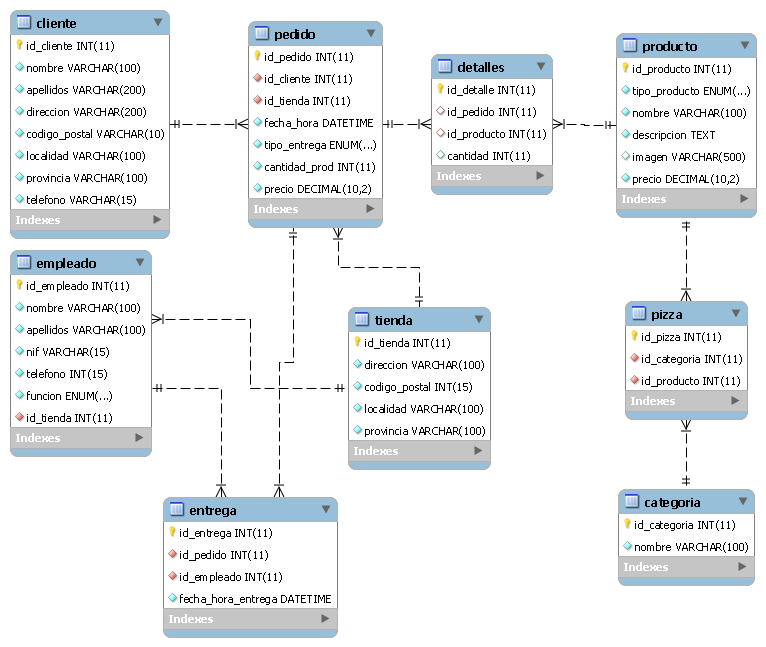 cliente
id_cliente INT(11)
nombre VARCHAR(100)
apellidos VARCHAR(200)
direccion VARCHAR(200)
codigo_postal VARCHAR(10)
localidad VARCHAR(100)
provincia VARCHAR(100)
telefono VARCHAR(15)
Indexes
pedido
id_pedido INT(11)
id_cliente INT(11)
id_tienda INT(11)
fecha_hora DATETIME
tipo_entrega ENUM(...)
cantidad_prod INT(11)
precio DECIMAL(10,2)
Indexes
detalles
id_detalle INT(11)
id_pedido INT(11)
id_producto INT(11)
cantidad INT(11)
Indexes
producto
id_producto INT(11)
tipo_producto ENUM(...)
nombre VARCHAR(100)
descripcion TEXT
imagen VARCHAR(500)
precio DECIMAL(10,2)
Indexes
empleado
id_empleado INT(11)
nombre VARCHAR(100)
apellidos VARCHAR(100)
nif VARCHAR(15)
telefono INT(15)
funcion ENUM(...)
id_tienda INT(11)
Indexes
tienda
id_tienda INT(11)
direccion VARCHAR(100)
codigo_postal INT(15)
localidad VARCHAR(100)
provincia VARCHAR(100)
Indexes
pizza
id_pizza INT(11)
id_categoria INT(11)
id_producto INT(11)
Indexes
entrega
id_entrega INT(11)
id_pedido INT(11)
id_empleado INT(11)
fecha_hora_entrega DATETIME
Indexes
categoria
id_categoria INT(11)
nombre VARCHAR(100)
Indexes